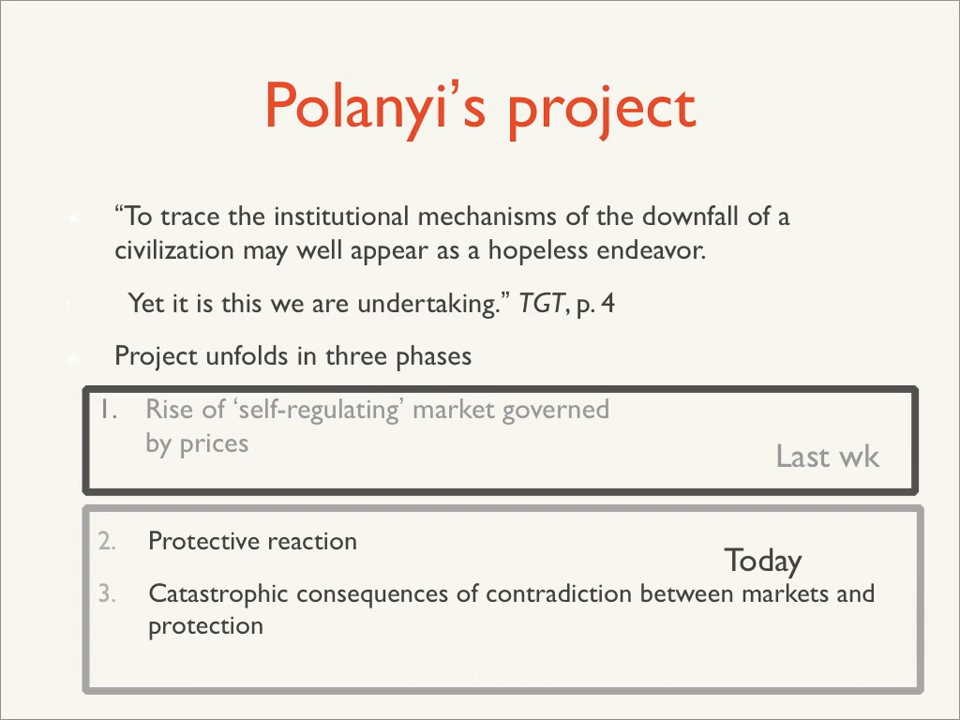 Polanyi’s project
“To trace the institutional mechanisms of the downfall of a
civilization may well appear as a hopeless endeavor.
Yet it is this we are undertaking.” TGT, p. 4
Project unfolds in three phases
1. Rise of ‘self-regulating’ market governed
by prices
Last wk
2. Protective reaction
Today
3. Catastrophic consequences of contradiction between markets and
protection